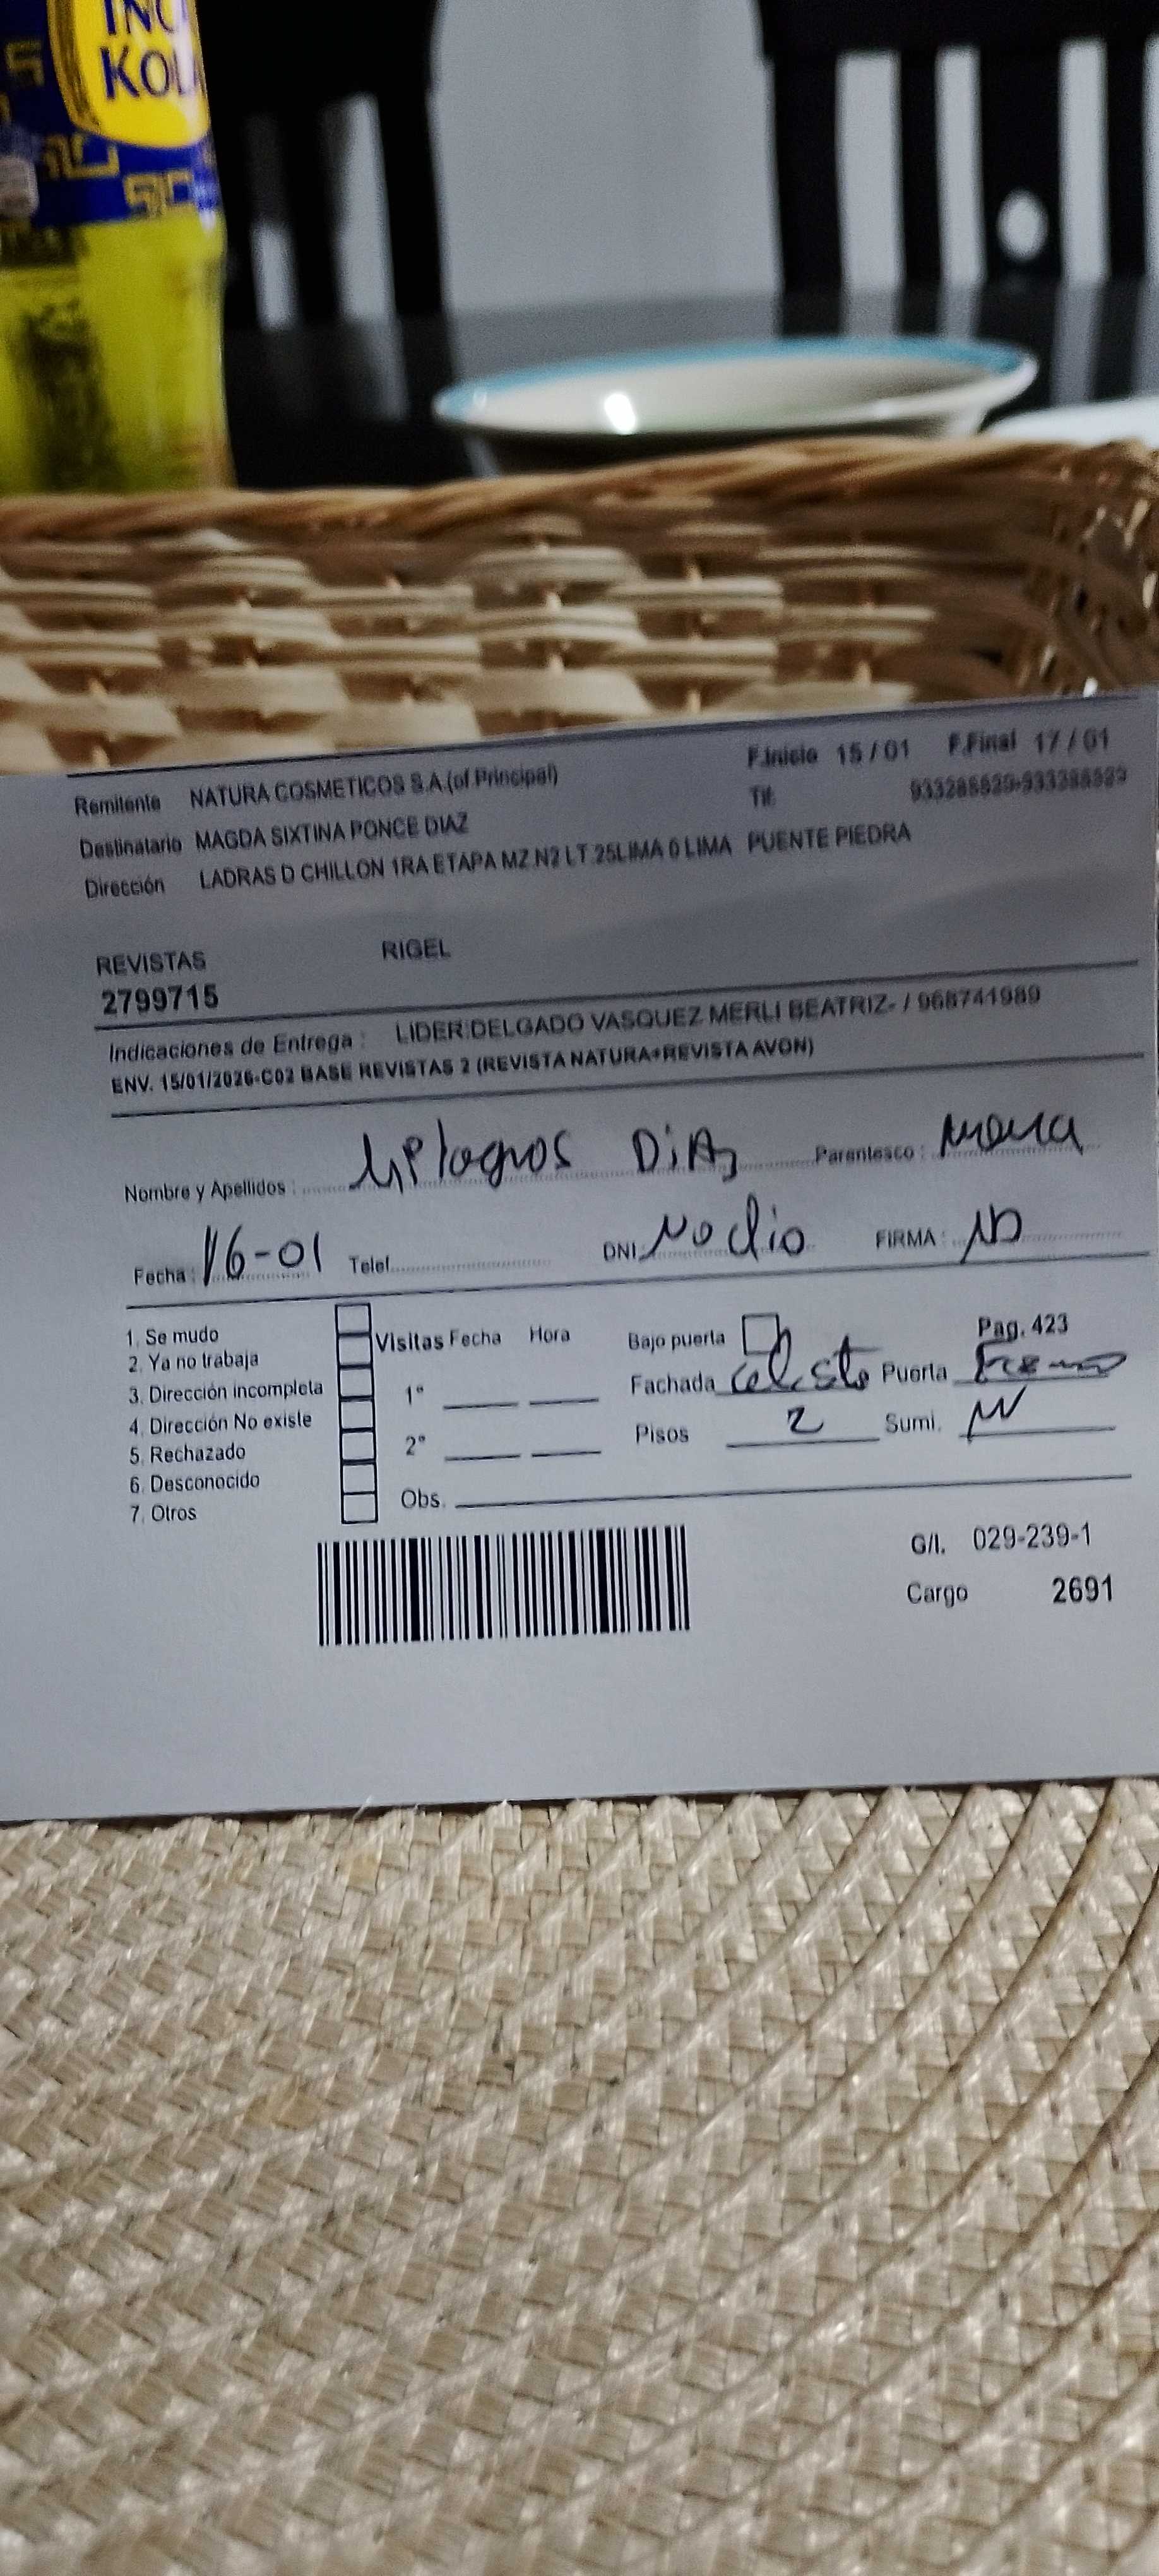 INC
KOL
Remitente NATURA COSMETICOS S.A.(of.Principal) F.Inicio 15 / 01 F.Final 17 / 01
Destinatario MAGDA SIXTINA PONCE DIAZ Tlf:
Dirección LADRAS D CHILLON 1RA ETAPA MZ.N2 LT.25LIMA 0 LIMA PUENTE PIEDRA
REVISTAS RIGEL
2799715
Indicaciones de Entrega : LIDER:DELGADO VASQUEZ MERLI BEATRIZ- / 968741989
ENV. 15/01/2026-C02 BASE REVISTAS 2 (REVISTA NATURA+REVISTA AVON)
Nombre y Apellidos : Milagros DiAz Parentesco :
Fecha : 16-01 Telef. DNI: No dio FIRMA : MD
1. Se mudo
2. Ya no trabaja
3. Dirección incompleta
4. Dirección No existe
5. Rechazado
6. Desconocido
7. Otros
Visitas Fecha Hora
1°
2°
Obs.
Bajo puerta Pag. 423
Fachada celeste Puerta
Pisos 2 Sumi.
G/I. 029-239-1
Cargo 2691